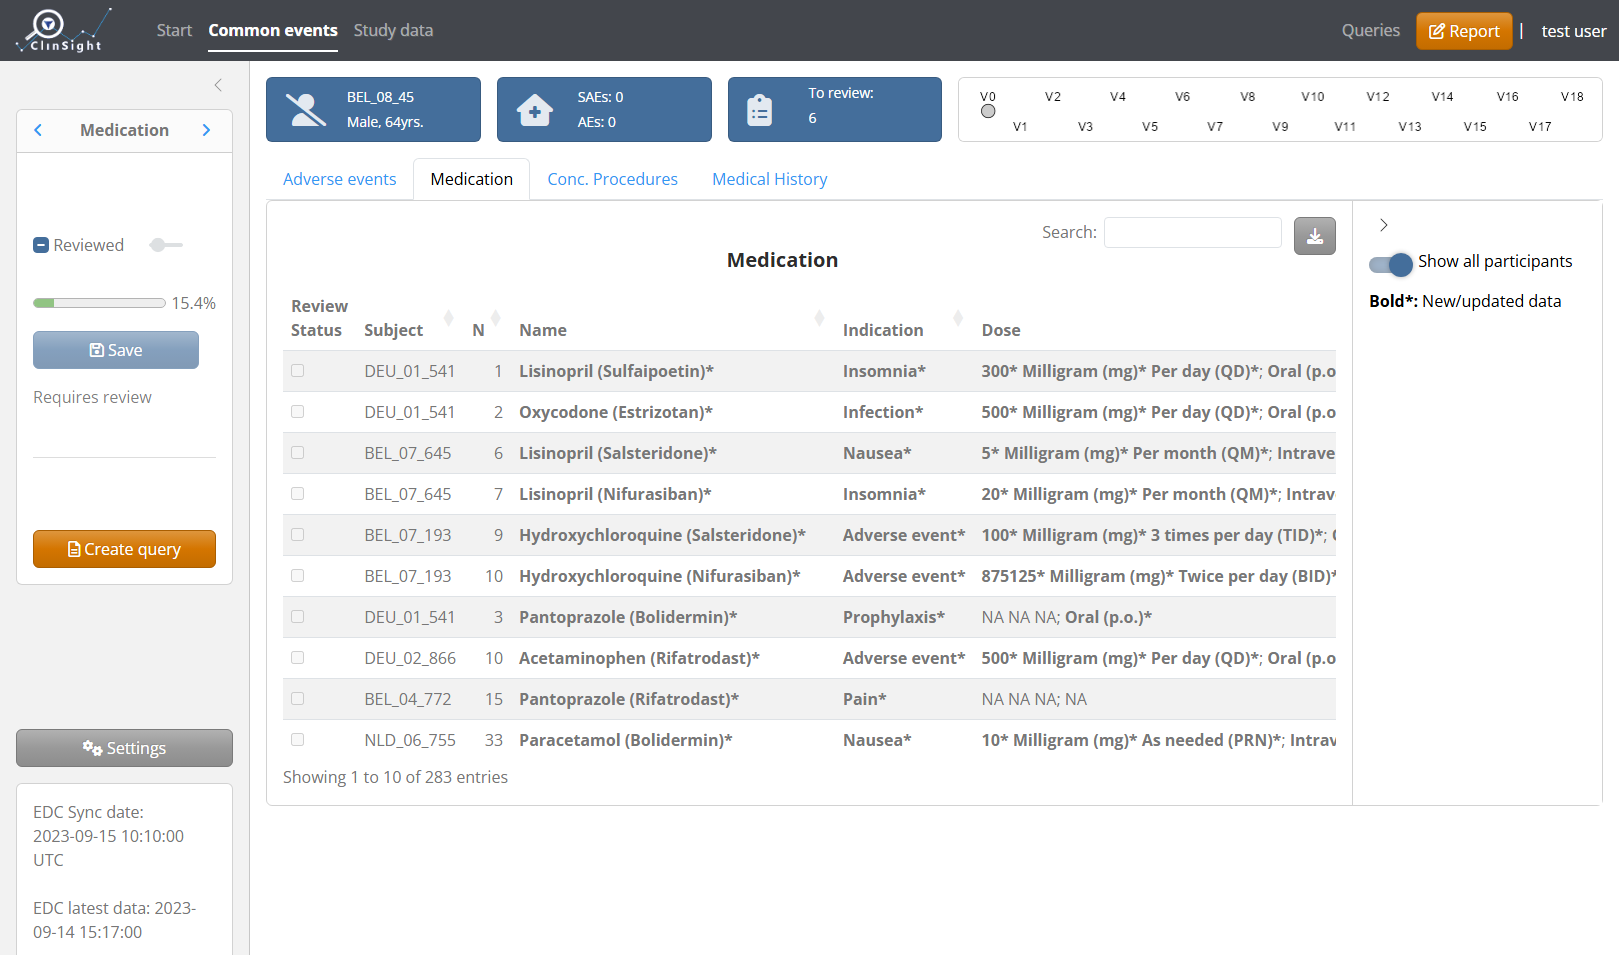 ClinSight
Start
Common events
Study data
Queries
Report
|
test user
Medication
Reviewed
15.4%
Save
Requires review
Create query
Settings
EDC Sync date:
2023-09-15 10:10:00
UTC
EDC latest data: 2023-
09-14 15:17:00
BEL_08_45
Male, 64yrs.
SAEs: 0
AEs: 0
To review:
6
V0 V2 V4 V6 V8 V10 V12 V14 V16 V18
V1 V3 V5 V7 V9 V11 V13 V15 V17
Adverse events
Medication
Conc. Procedures
Medical History
Search:
Medication
Review
Status Subject N Name Indication Dose
DEU_01_541 1 Lisinopril (Sulfaipoetin)* Insomnia* 300* Milligram (mg)* Per day (QD)*; Oral (p.o
DEU_01_541 2 Oxycodone (Estrizotan)* Infection* 500* Milligram (mg)* Per day (QD)*; Oral (p.o
BEL_07_645 6 Lisinopril (Salsteridone)* Nausea* 5* Milligram (mg)* Per month (QM)*; Intrave
BEL_07_645 7 Lisinopril (Nifurasiban)* Insomnia* 20* Milligram (mg)* Per month (QM)*; Intrav
BEL_07_193 9 Hydroxychloroquine (Salsteridone)* Adverse event* 100* Milligram (mg)* 3 times per day (TID)*;
BEL_07_193 10 Hydroxychloroquine (Nifurasiban)* Adverse event* 875125* Milligram (mg)* Twice per day (BID)*
DEU_01_541 3 Pantoprazole (Bolidermin)* Prophylaxis* NA NA NA; Oral (p.o.)*
DEU_02_866 10 Acetaminophen (Rifatrodast)* Adverse event* 500* Milligram (mg)* Per day (QD)*; Oral (p.o
BEL_04_772 15 Pantoprazole (Rifatrodast)* Pain* NA NA NA; NA
NLD_06_755 33 Paracetamol (Bolidermin)* Nausea* 10* Milligram (mg)* As needed (PRN)*; Intrav
Showing 1 to 10 of 283 entries
Show all participants
Bold*: New/updated data